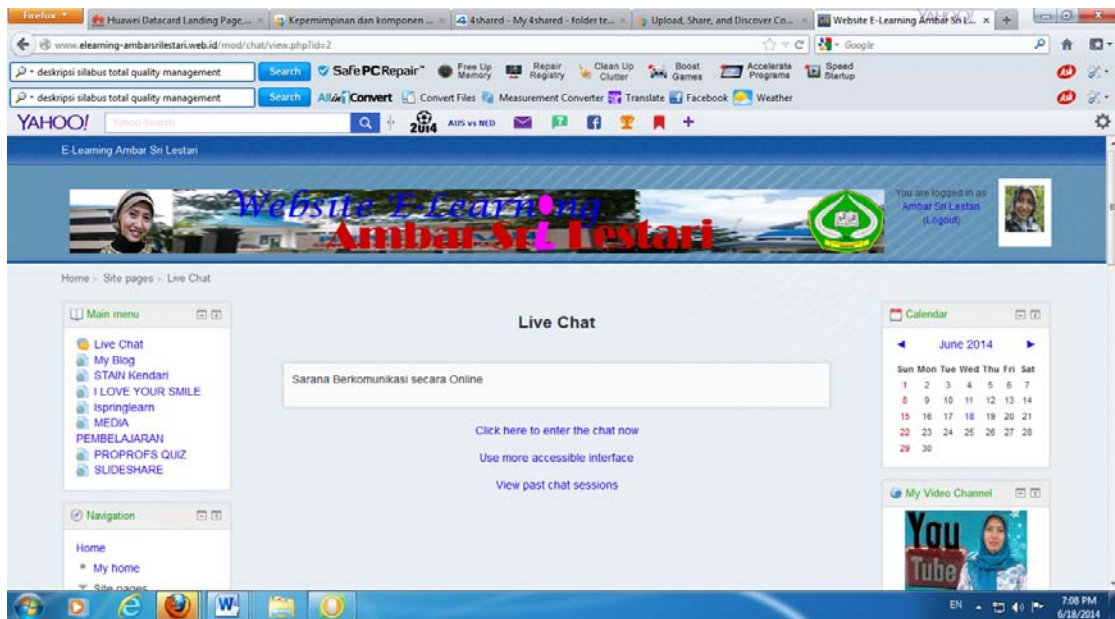 Firefox
Huawei Datacard Landing Page,...
Kepemimpinan dan komponen ...
4shared - My 4shared - folder te...
Upload, Share, and Discover Co...
Website E-Learning Ambar Sri L...
www.elearning-ambarsrilestari.web.id/mod/chat/view.php?id=2
Google
deskripsi silabus total quality management
Search
SafePCRepair
Free Up Memory
Repair Registry
Clean Up Clutter
Boost Games
Accelerate Programs
Speed Startup
Ask
deskripsi silabus total quality management
Search
Allin1Convert
Convert Files
Measurement Converter
Translate
Facebook
Weather
Ask
YAHOO!
Yahoo Search
2014
AUS vs NED
E-Learning Ambar Sri Lestari
Website E-Learning
Ambar Sri Lestari
You are logged in as
Ambar Sri Lestari
(Logout)
Home
Site pages
Live Chat
Main menu
Live Chat
My Blog
STAIN Kendari
I LOVE YOUR SMILE
Ispringlearn
MEDIA
PEMBELAJARAN
PROPROFS QUIZ
SLIDESHARE
Navigation
Home
My home
Site pages
Live Chat
Sarana Berkomunikasi secara Online
Click here to enter the chat now
Use more accessible interface
View past chat sessions
Calendar
◄ June 2014 ►
Sun Mon Tue Wed Thu Fri Sat
1 2 3 4 5 6 7
8 9 10 11 12 13 14
15 16 17 18 19 20 21
22 23 24 25 26 27 28
29 30
My Video Channel
You
Tube
EN
7:08 PM
6/18/2014